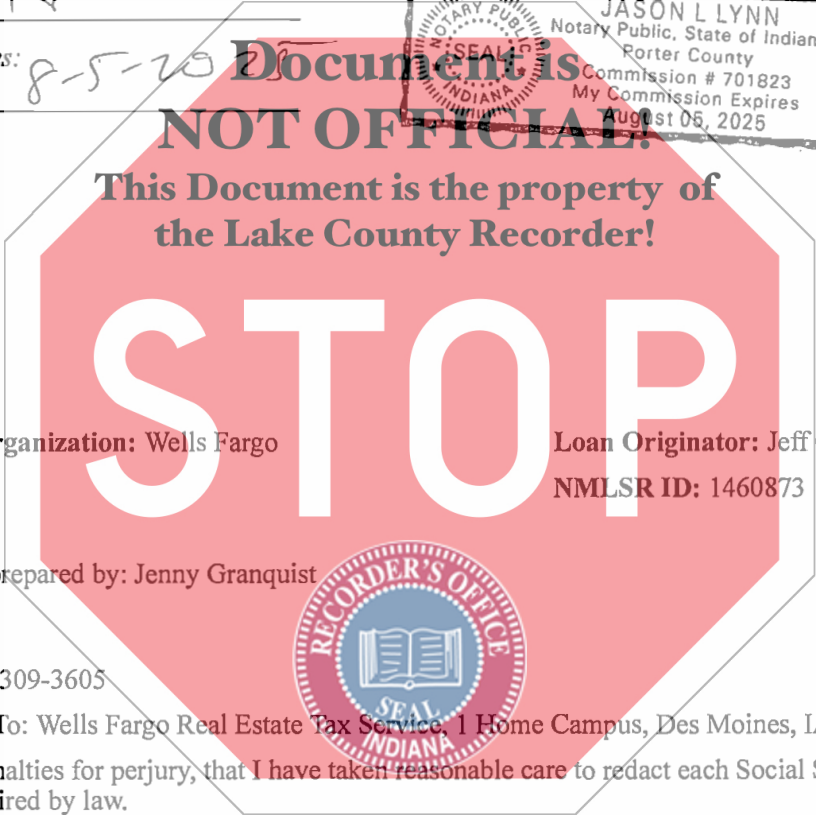 JASON L LYNN
Notary Public, State of Indian
Porter County
Commission # 701823
My Commission Expires
August 05, 2025
NOTARY PUBLIC
SEAL
INDIANA
s:
8-5-2025
Document is
NOT OFFICIAL!
This Document is the property of
the Lake County Recorder!
STOP
rganization: Wells Fargo
Loan Originator: Jeff
NMLSR ID: 1460873
repared by: Jenny Granquist
RECORDER'S OFFICE
SEAL
INDIANA
309-3605
To: Wells Fargo Real Estate Tax Service, 1 Home Campus, Des Moines,
alties for perjury, that I have taken reasonable care to redact each Social
ired by law.